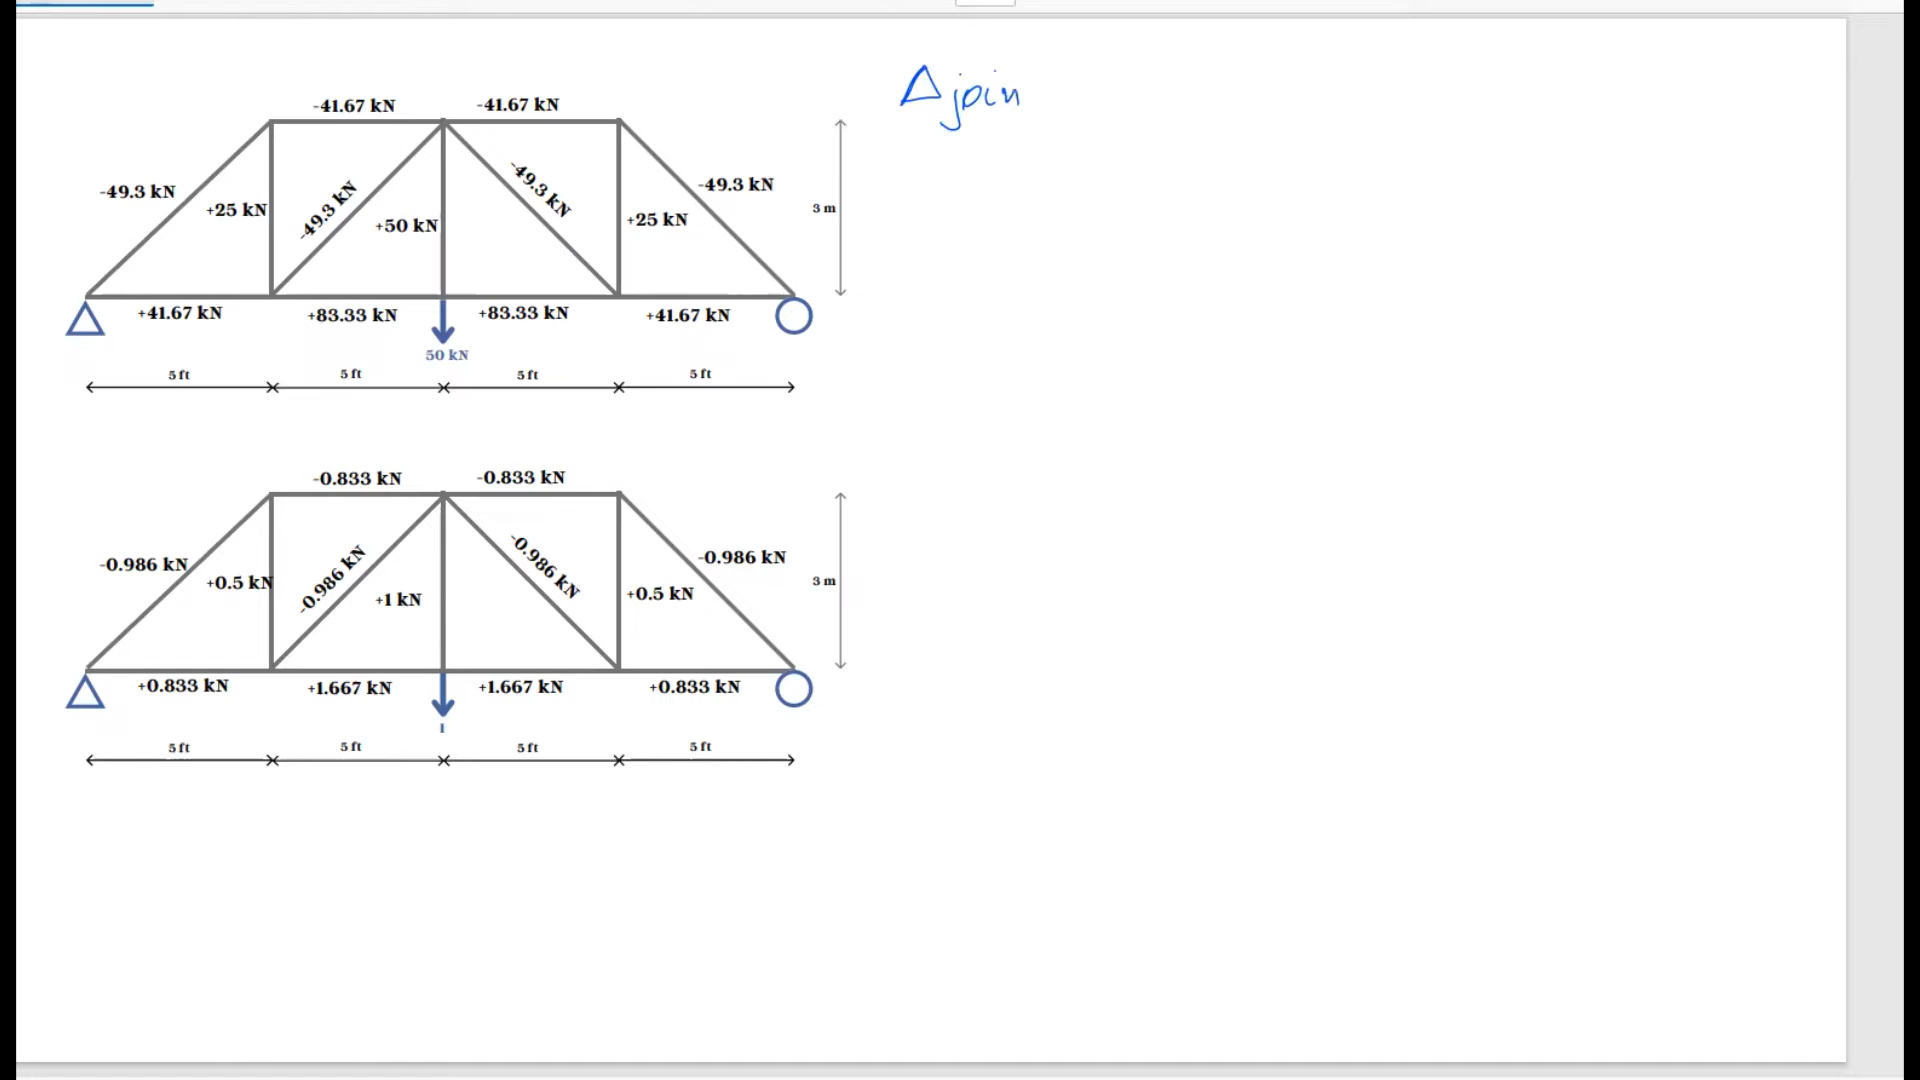 -41.67 kN -41.67 kN
Δjoin
-49.3 kN +25 kN -49.3 kN +50 kN -49.3 kN +25 kN -49.3 kN 3 m
+41.67 kN +83.33 kN +83.33 kN +41.67 kN
50 kN
5 ft 5 ft 5 ft 5 ft
-0.833 kN -0.833 kN
-0.986 kN +0.5 kN -0.986 kN +1 kN -0.986 kN +0.5 kN -0.986 kN 3 m
+0.833 kN +1.667 kN +1.667 kN +0.833 kN
1
5 ft 5 ft 5 ft 5 ft